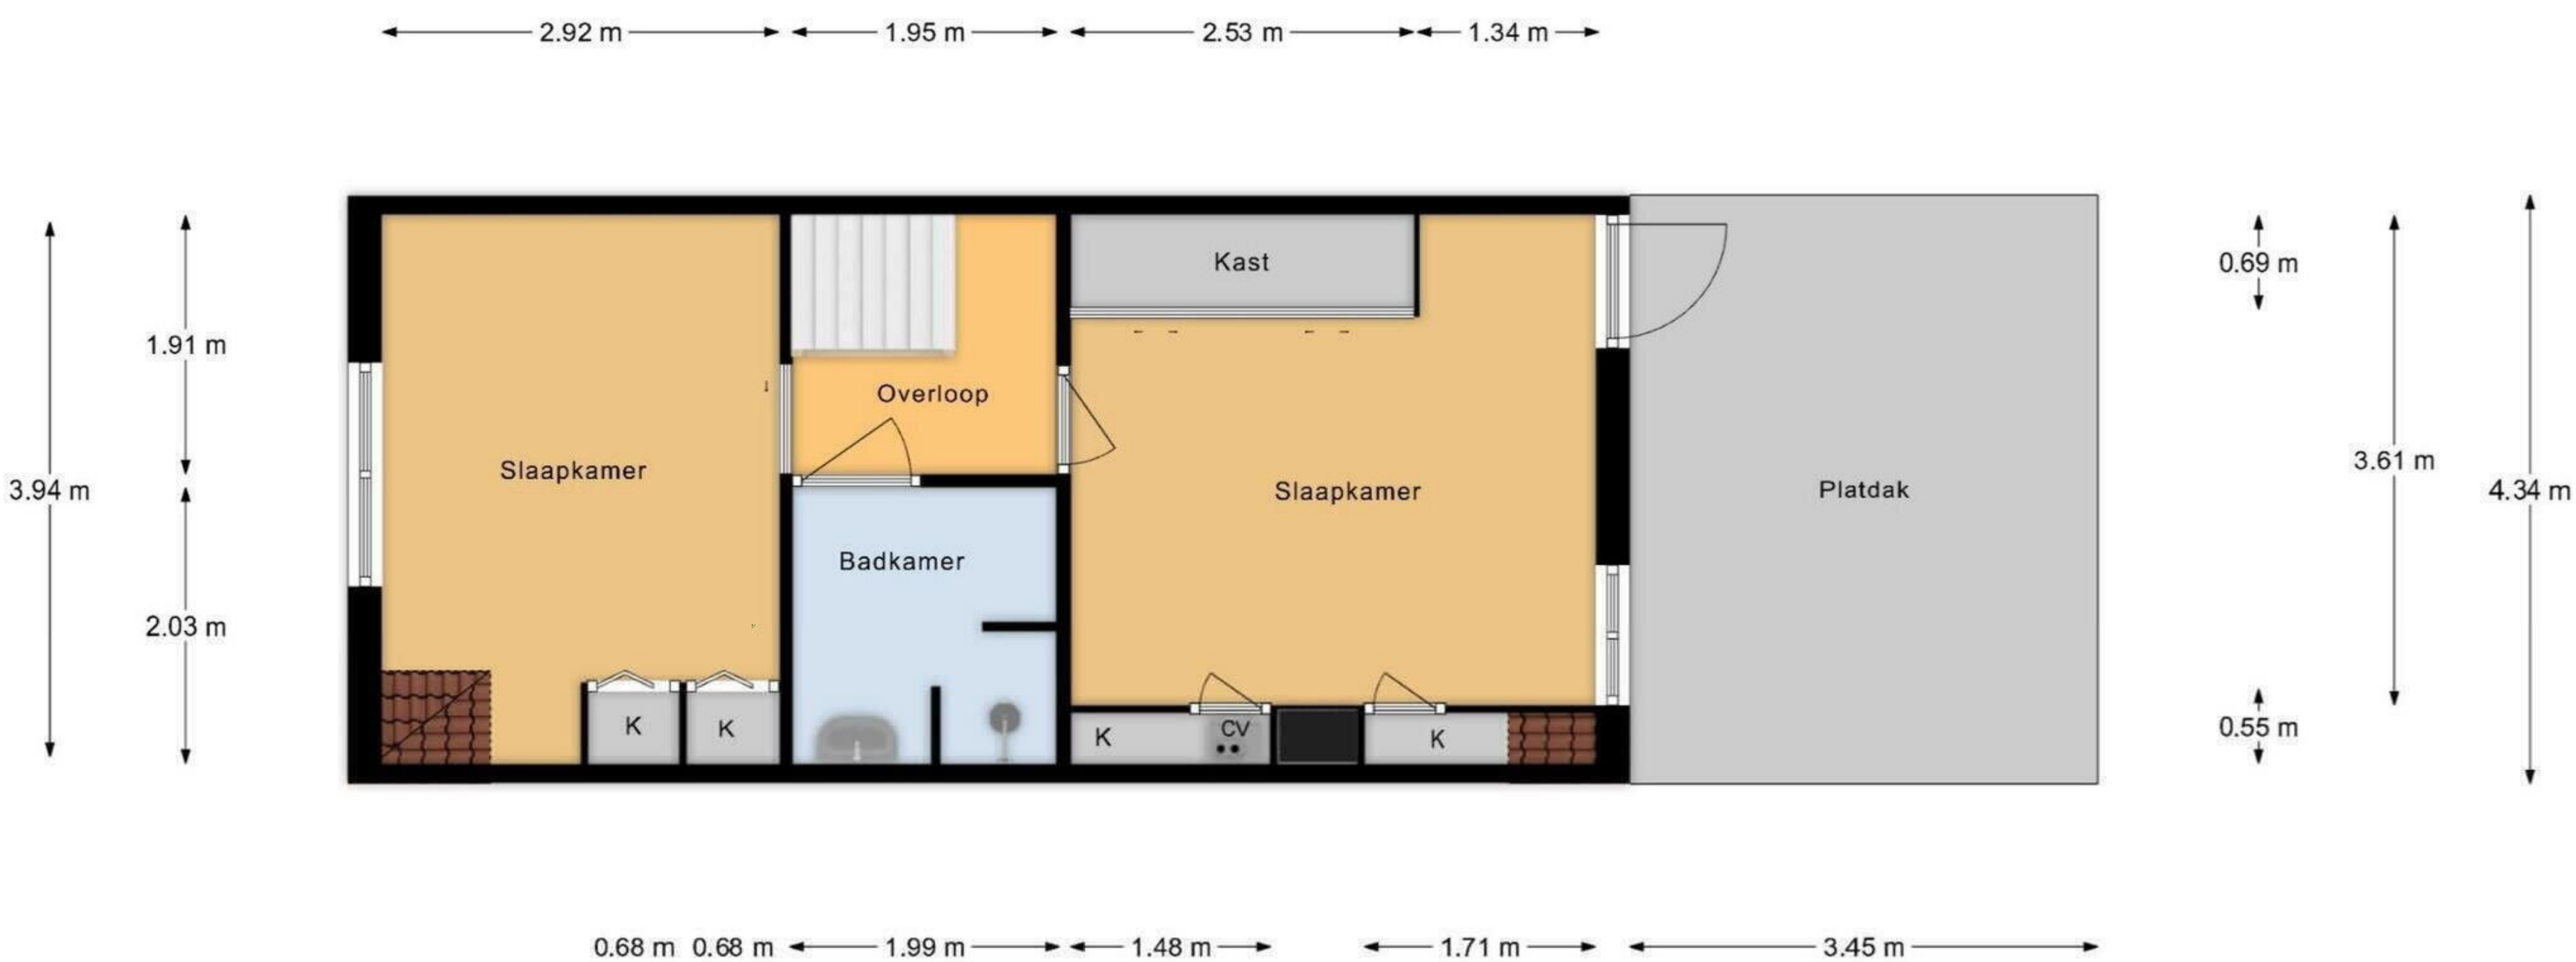 2.92 m 1.95 m 2.53 m 1.34 m
Kast
0.69 m
1.91 m
Overloop
3.61 m
Slaapkamer
3.94 m
Slaapkamer
Platdak
4.34 m
Badkamer
2.03 m
K
K
K
CV
K
0.55 m
0.68 m 0.68 m 1.99 m 1.48 m 1.71 m 3.45 m